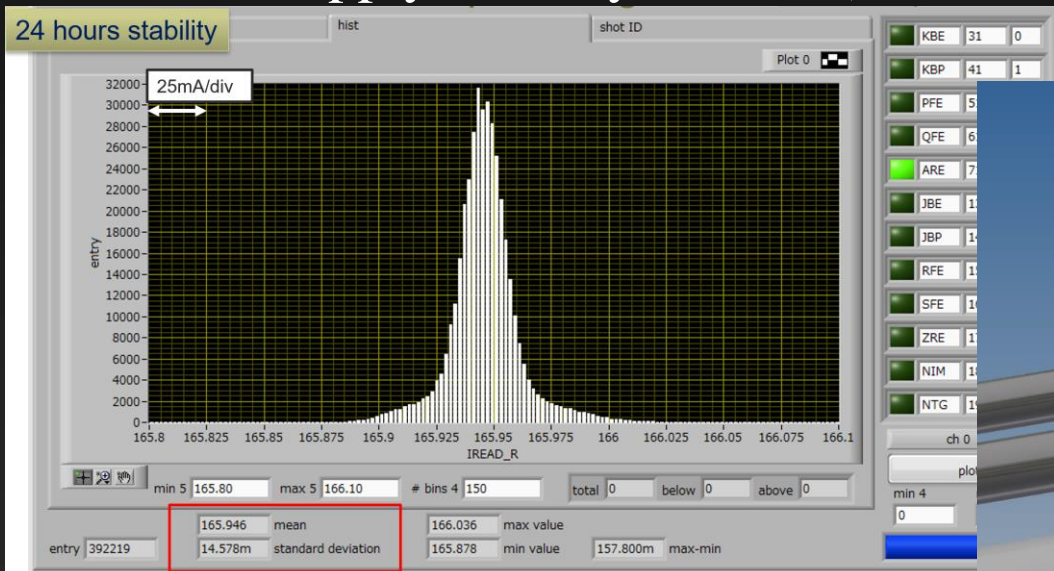 24 hours stability
hist
shot ID
Plot 0
25mA/div
32000
30000
28000
26000
24000
22000
20000
18000
16000
14000
12000
10000
8000
6000
4000
2000
0
entry
165.8 165.825 165.85 165.875 165.9 165.925 165.95 165.975 166 166.025 166.05 166.075 166.1
IREAD_R
min 5 165.80 max 5 166.10 # bins 4 150 total 0 below 0 above 0
165.946 mean 166.036 max value
entry 392219 14.578m standard deviation 165.878 min value 157.800m max-min
KBE 31 0
KBP 41 1
PFE
QFE
ARE
JBE
JBP
RFE
SFE
ZRE
NIM
NTG
ch 0
min 4
0